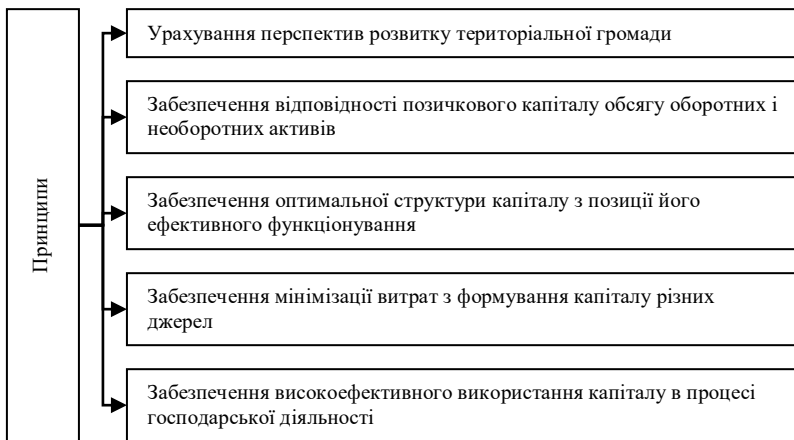 Принципи
Урахування перспектив розвитку територіальної громади
Забезпечення відповідності позичкового капіталу обсягу оборотних і
необоротних активів
Забезпечення оптимальної структури капіталу з позиції його
ефективного функціонування
Забезпечення мінімізації витрат з формування капіталу різних
джерел
Забезпечення високоефективного використання капіталу в процесі
господарської діяльності